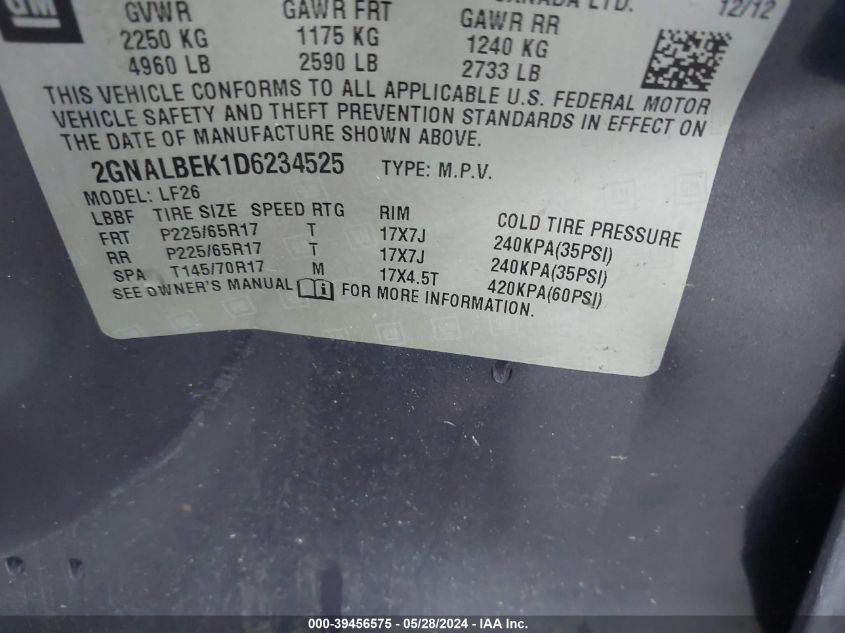 CANADA LTD.
12/12
GM
GVWR GAWR FRT GAWR RR
2250 KG 1175 KG 1240 KG
4960 LB 2590 LB 2733 LB
THIS VEHICLE CONFORMS TO ALL APPLICABLE U.S. FEDERAL MOTOR
VEHICLE SAFETY AND THEFT PREVENTION STANDARDS IN EFFECT ON
THE DATE OF MANUFACTURE SHOWN ABOVE.
2GNALBEK1D6234525 TYPE: M.P.V.
MODEL: LF26
LBBF TIRE SIZE SPEED RTG RIM COLD TIRE PRESSURE
FRT P225/65R17 T 17X7J 240KPA(35PSI)
RR P225/65R17 T 17X7J 240KPA(35PSI)
SPA T145/70R17 M 17X4.5T 420KPA(60PSI)
SEE OWNER'S MANUAL i FOR MORE INFORMATION.
000-39456575 - 05/28/2024 - IAA Inc.